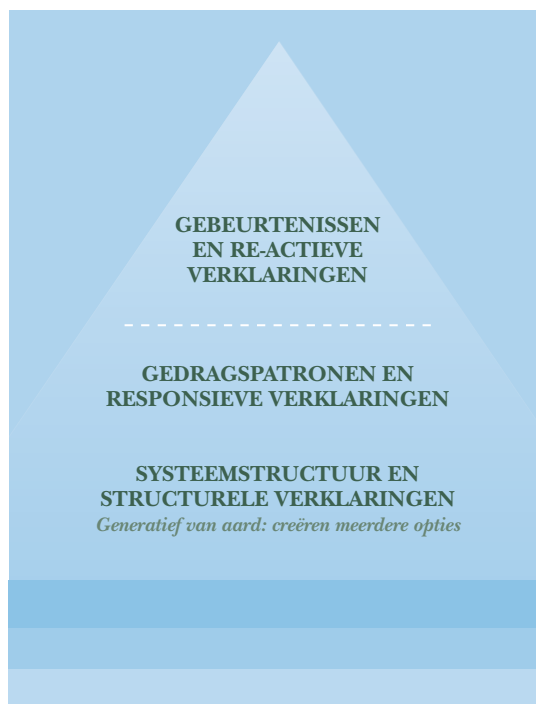 GEBEURTENISSEN
EN RE-ACTIEVE
VERKLARINGEN
GEDRAGSPATRONEN EN
RESPONSIEVE VERKLARINGEN
SYSTEEMSTRUCTUUR EN
STRUCTURELE VERKLARINGEN
Generatief van aard: creëren meerdere opties